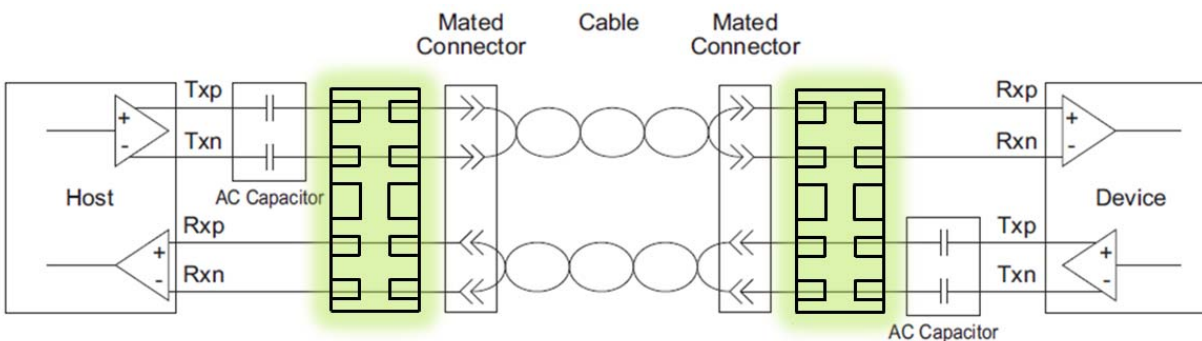 Mated
Connector
Cable
Mated
Connector
Txp
Rxp
+
-
+
-
Txn
Rxn
Host
AC Capacitor
Device
Rxp
Txp
+
-
+
-
Rxn
Txn
AC Capacitor